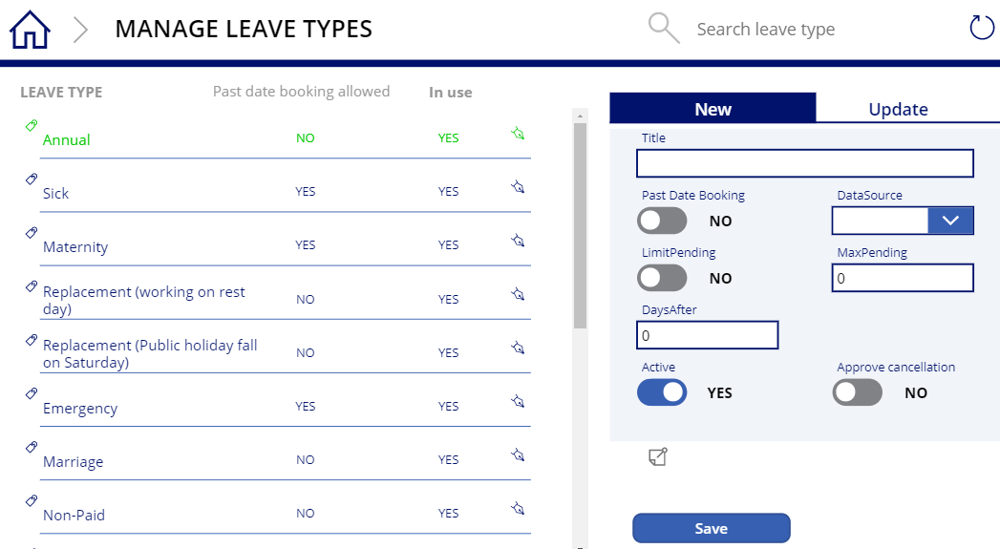 MANAGE LEAVE TYPES
Search leave type
LEAVE TYPE Past date booking allowed In use
Annual NO YES
Sick YES YES
Maternity YES YES
Replacement (working on rest
day) NO YES
Replacement (Public holiday fall
on Saturday) NO YES
Emergency YES YES
Marriage NO YES
Non-Paid NO YES
New Update
Title
Past Date Booking DataSource
NO
LimitPending MaxPending
NO 0
DaysAfter
0
Active Approve cancellation
YES NO
Save